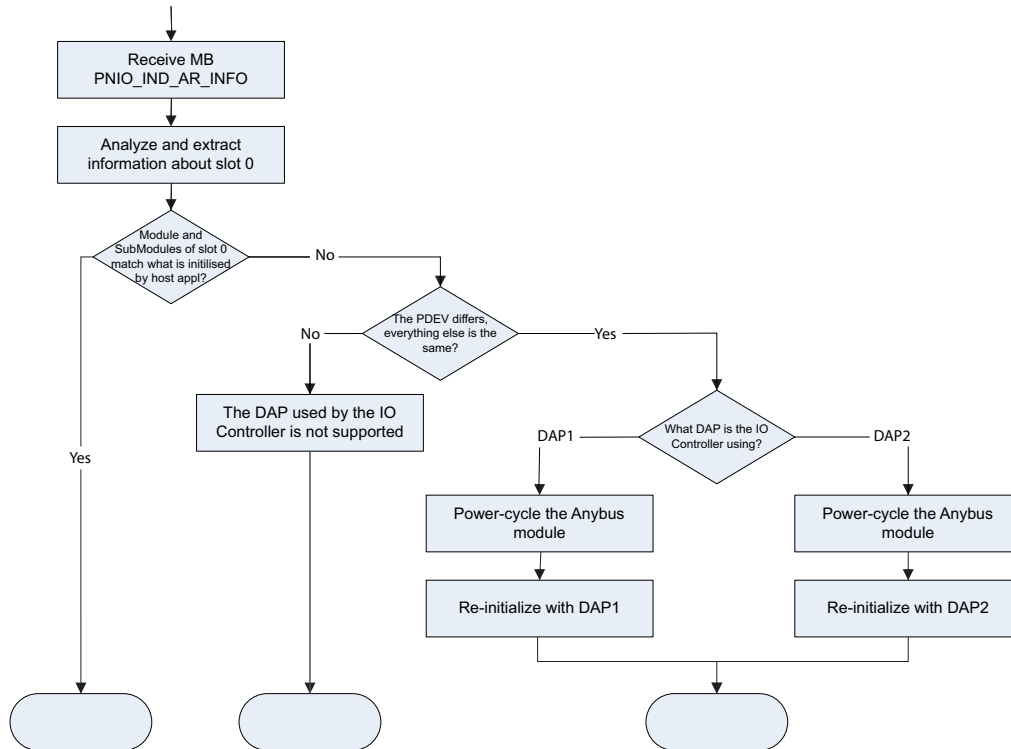 Receive MB
PNIO_IND_AR_INFO
Analyze and extract
information about slot 0
Module and
SubModules of slot 0
match what is initilised
by host appl?
No
The PDEV differs,
everything else is the
same?
No
Yes
The DAP used by the IO
Controller is not supported
What DAP is the IO
Controller using?
DAP1
DAP2
Yes
Power-cycle the Anybus
module
Power-cycle the Anybus
module
Re-initialize with DAP1
Re-initialize with DAP2